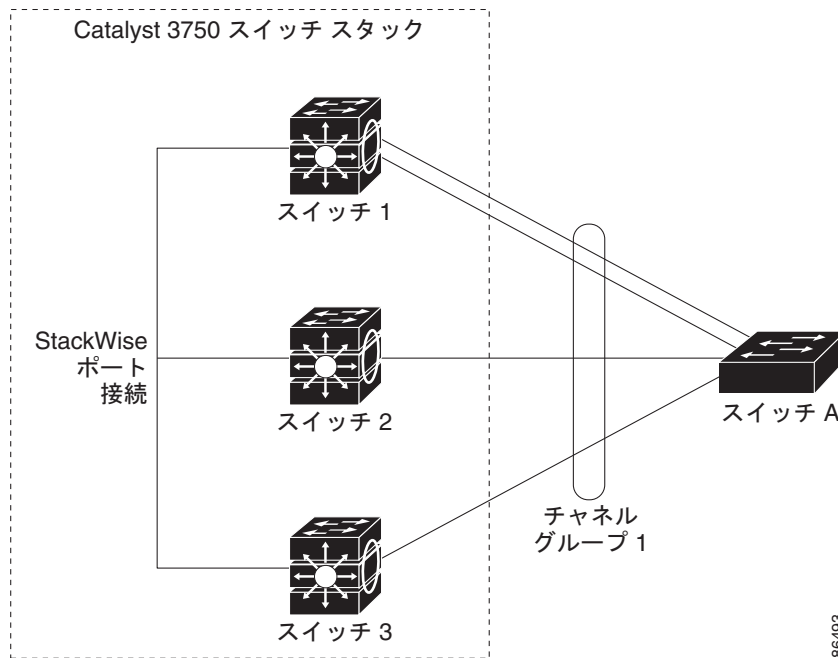 Catalyst 3750 スイッチ スタック
スイッチ 1
StackWise
ポート
接続
スイッチ 2
スイッチ A
チャネル
グループ 1
スイッチ 3
86493